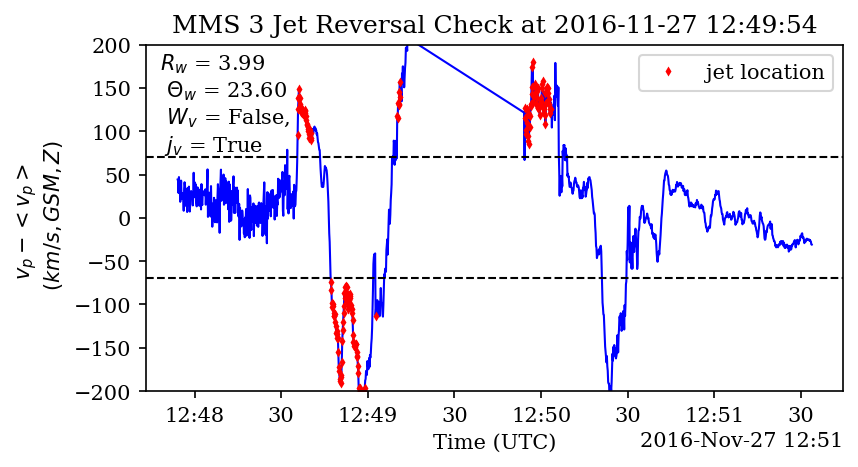 MMS 3 Jet Reversal Check at 2016-11-27 12:49:54
R_w = 3.99
Θ_w = 23.60
W_v = False,
j_v = True
jet location
v_p − < v_p >
(km/s, GSM, Z)
200
150
100
50
0
−50
−100
−150
−200
12:48 30 12:49 30 12:50 30 12:51 30
Time (UTC)
2016-Nov-27 12:51